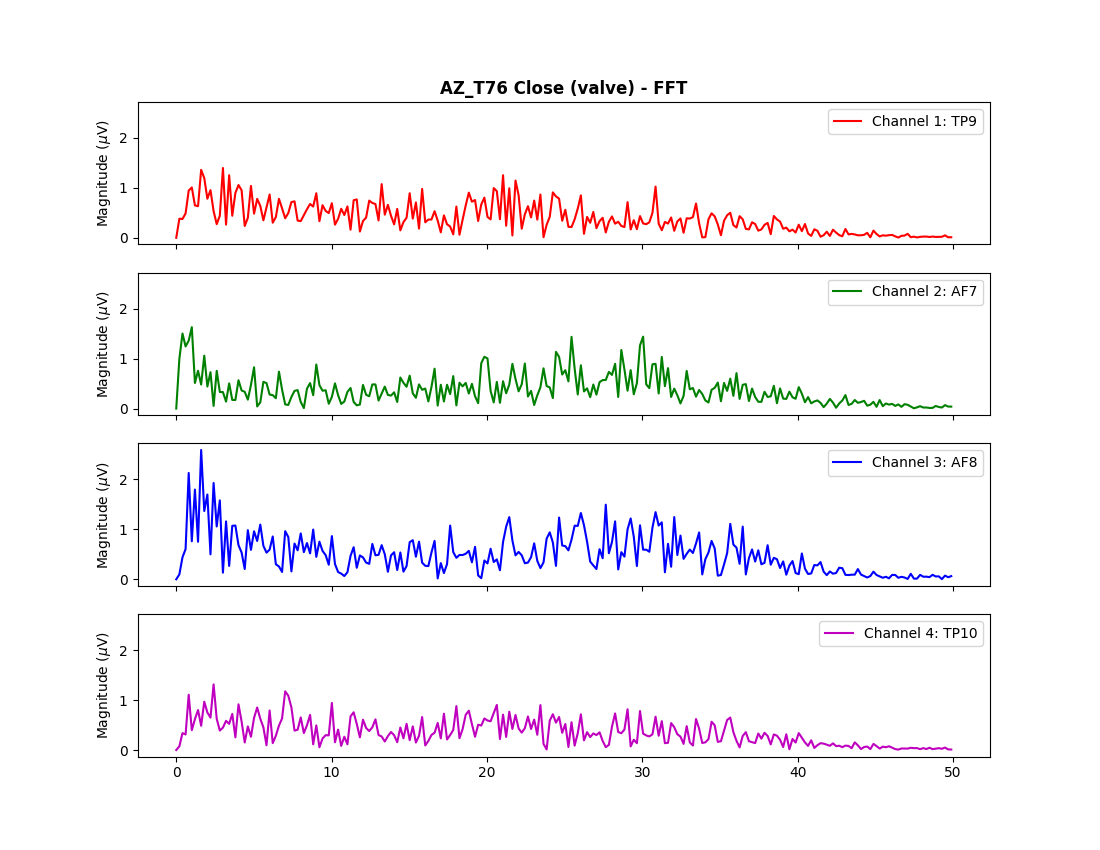 AZ_T76 Close (valve) - FFT
Magnitude (μV)
2
1
0
Channel 1: TP9
Magnitude (μV)
2
1
0
Channel 2: AF7
Magnitude (μV)
2
1
0
Channel 3: AF8
Magnitude (μV)
2
1
0
Channel 4: TP10
0 10 20 30 40 50